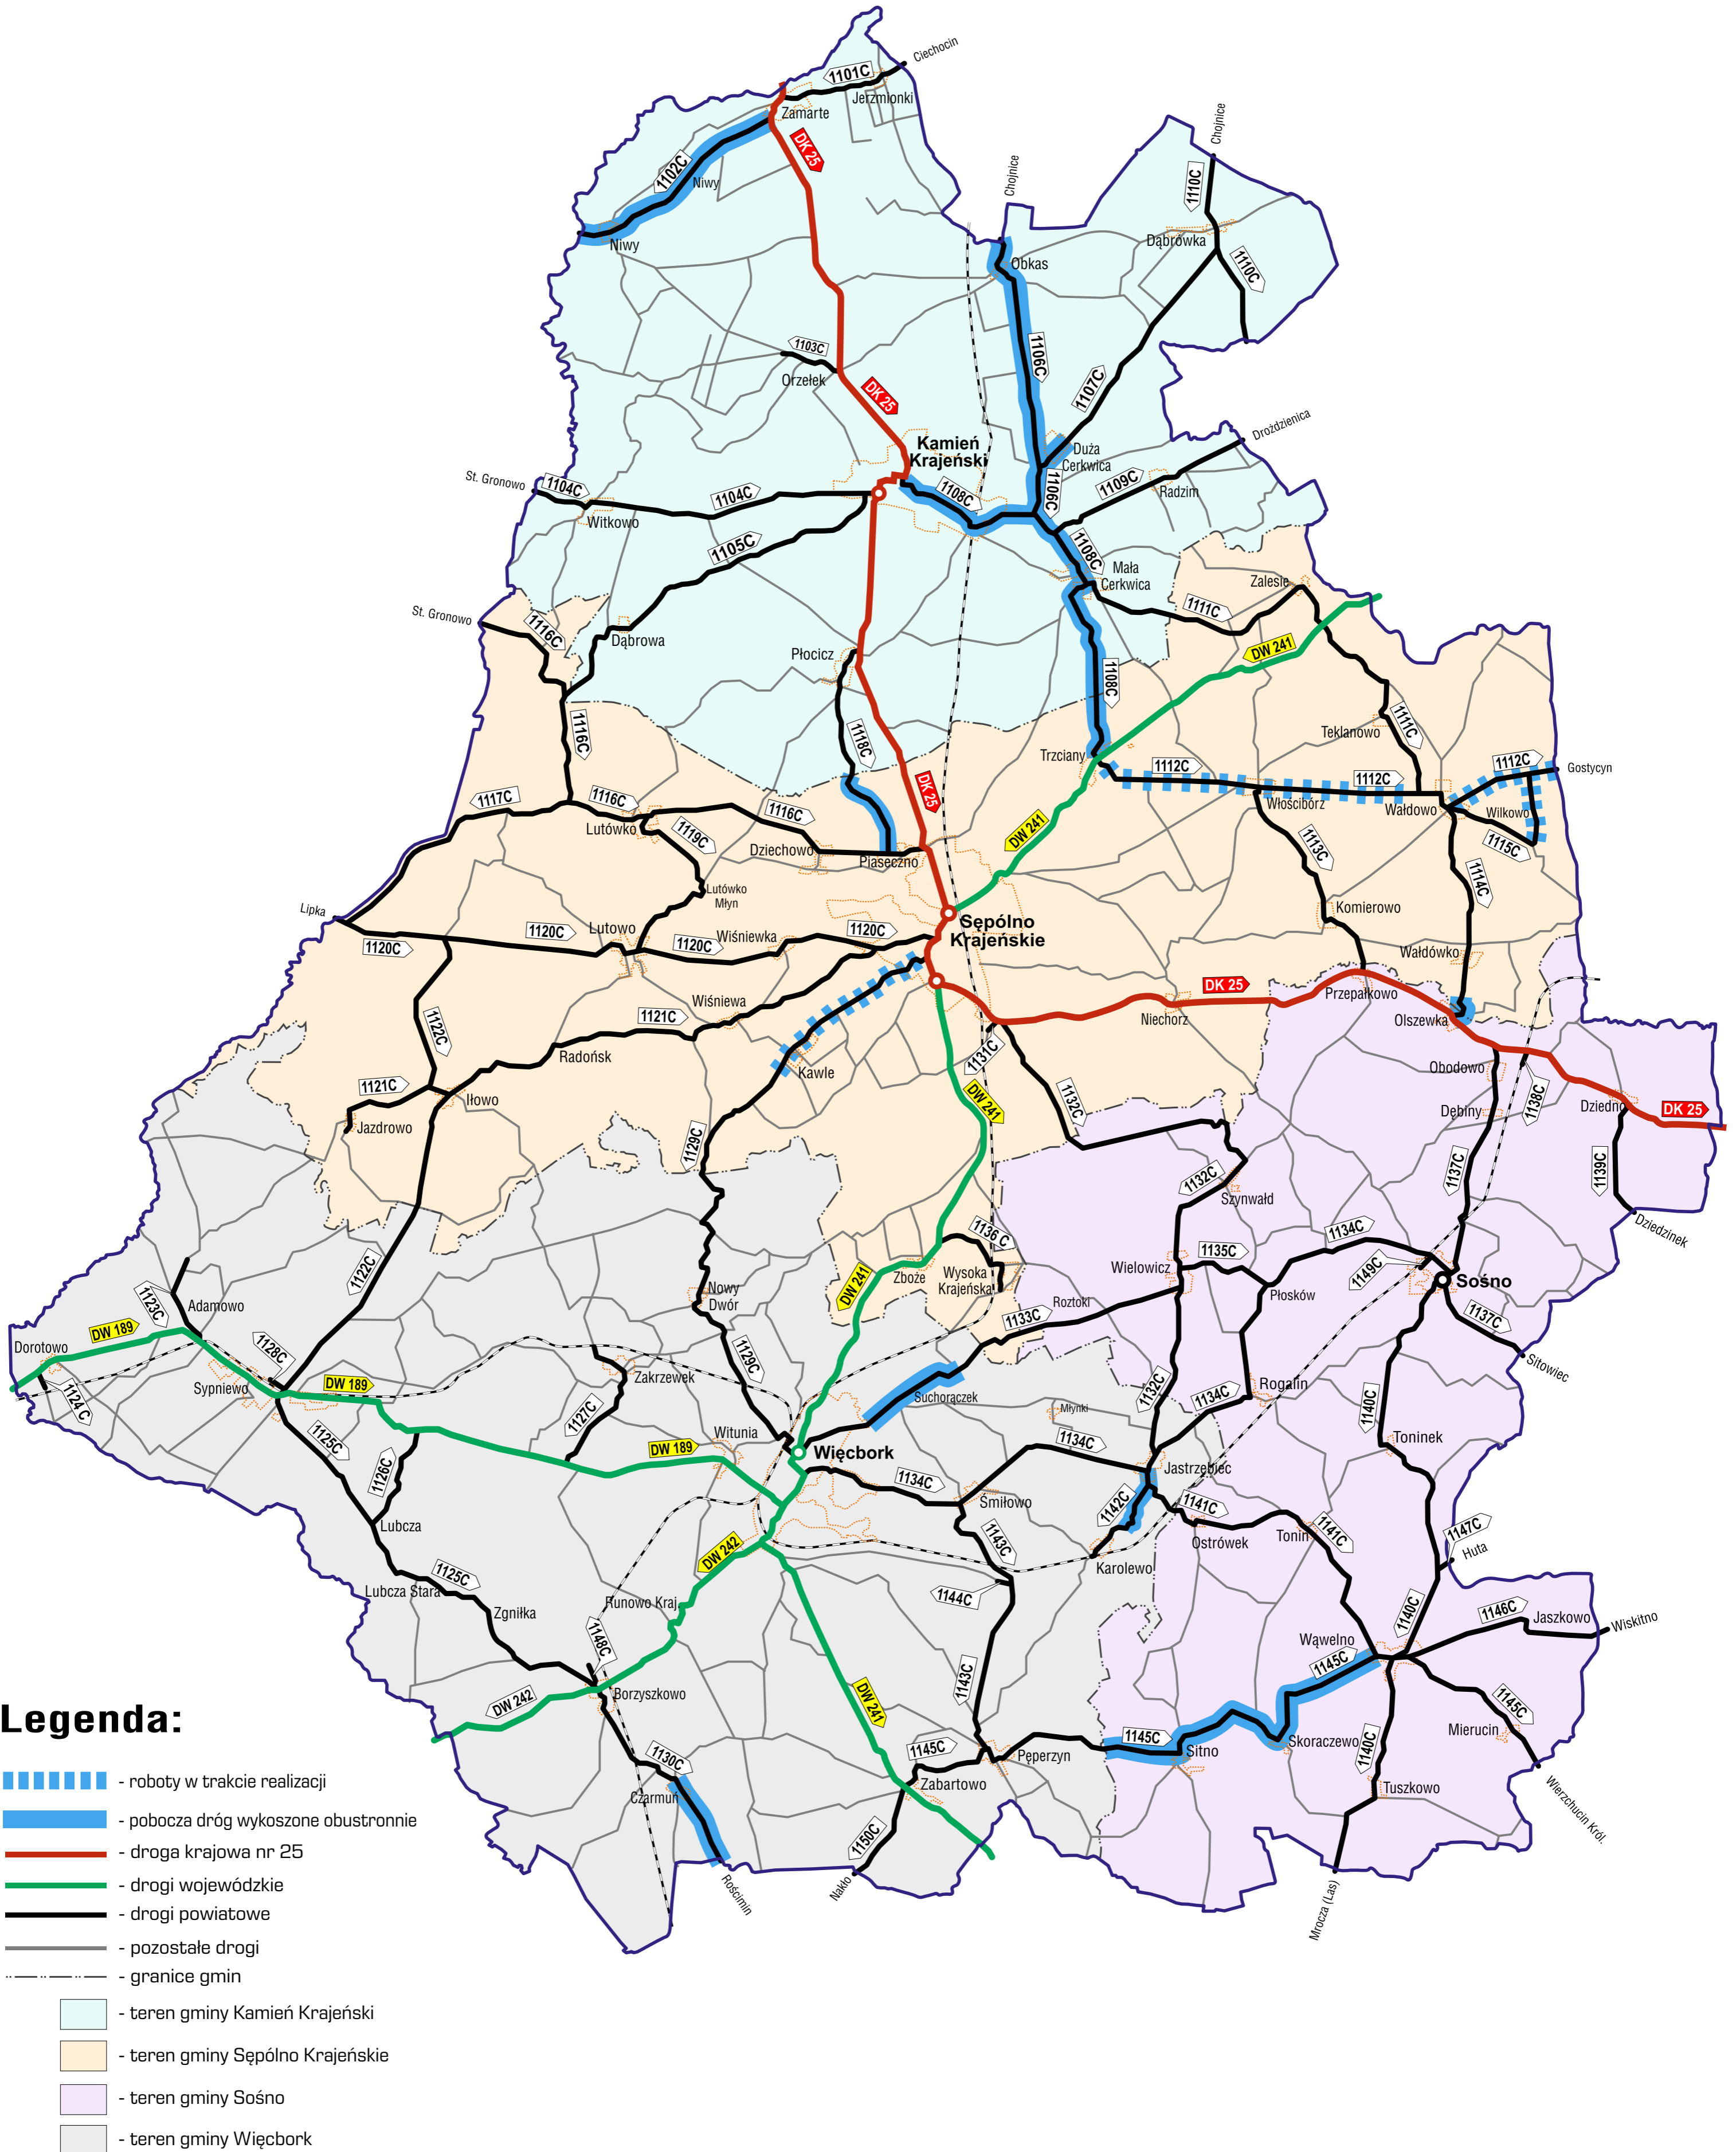 Ciechocin
1101C
Jerzmionki
Zamarte
DK 25
Chojnice
1102C
Niwy
Chojnice
1110C
Niwy
Dąbrówka
Obkas
1110C
1103C
1106C
Orzełek
1107C
DK 25
Kamień
Krajeński
Duża
Cerkwica
Droździenica
St. Gronowo
1104C
1104C
1108C
1106C
1109C
Radzim
Witkowo
1105C
1108C
Mała
Cerkwica
Zalesie
St. Gronowo
1116C
1111C
Dąbrowa
Płocicz
DW 241
1108C
1116C
1118C
Teklanowo
1111C
Trzciany
1112C
1112C
1112C
Gostycyn
DK 25
1117C
1116C
1116C
Włościbórz
Wałdowo
Wilkowo
Lutówko
1119C
Dziechowo
Piaseczno
DW 241
1113C
1115C
1114C
Lutówko
Młyn
Komierowo
Lipka
1120C
1120C
Lutowo
1120C
Wiśniewka
1120C
Sępólno
Krajeńskie
Wałdówko
Wiśniewa
DK 25
Przepałkowo
1121C
Niechorz
Olszewka
1122C
Radońsk
1131C
Kawle
Obodowo
1121C
Iłowo
DW 241
1132C
Dębiny
1138C
Dziedno
DK 25
Jazdrowo
1129C
1137C
1139C
1132C
Szynwałd
Dziedzinek
1136 C
1134C
1122C
Zboże
Wysoka
Krajeńska
Wielowicz
1135C
1149C
Sośno
1123C
Adamowo
Nowy
Dwór
DW 241
Roztoki
Płosków
1133C
1137C
DW 189
Dorotowo
1128C
1129C
Sitowiec
1124 C
Sypniewo
DW 189
Zakrzewek
Suchorączek
1132C
Rogalin
1134C
1140C
1127C
Młynki
1125C
Witunia
DW 189
Więcbork
1134C
Toninek
1126C
1134C
Jastrzębiec
Śmiłowo
1142C
1141C
Lubcza
1143C
Ostrówek
Tonin
1141C
1147C
Huta
DW 242
Karolewo
Lubcza Stara
1125C
1144C
Zgniłka
Runowo Kraj.
1140C
1146C
Jaszkowo
Wiskitno
1148C
Wąwelno
1145C
1143C
Borzyszkowo
DW 242
DW 241
1145C
1145C
1145C
Mierucin
Sitno
Skoraczewo
1140C
Pęperzyn
1130C
Czarmuń
Zabartowo
Tuszkowo
Wierzchucin Król.
1150C
Rościmin
Nakło
Mrocza (Las)
Legenda:
- roboty w trakcie realizacji
- pobocza dróg wykoszone obustronnie
- droga krajowa nr 25
- drogi wojewódzkie
- drogi powiatowe
- pozostałe drogi
- granice gmin
- teren gminy Kamień Krajeński
- teren gminy Sępólno Krajeńskie
- teren gminy Sośno
- teren gminy Więcbork